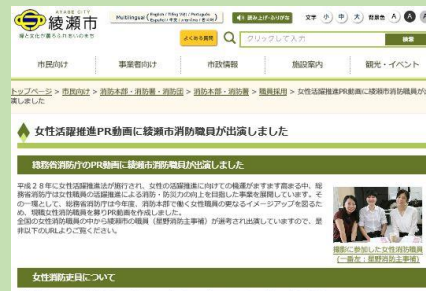 AYASE CITY
綾瀬市
緑と文化が薫るふれあいのまち
Multilingual
読み上げ・ふりがな
文字 小 中 大 背景色 A A
よくある質問
クリックして入力
検索
市民向け 事業者向け 市政情報 施設案内 観光・イベント
トップページ > 市民向け > 消防本部・消防署・消防団 > 消防本部・消防署 > 職員採用 > 女性活躍推進PR動画に綾瀬市消防職員が出
演しました
女性活躍推進PR動画に綾瀬市消防職員が出演しました
総務省消防庁のPR動画に綾瀬市消防職員が出演しました
平成28年に女性活躍推進法が施行され、女性の活躍推進に向けての機運がますます高まる中、総
務省消防庁では女性職員の活躍推進による消防・防災力の向上を目指した事業を展開しています。そ
の一環として、総務省消防庁は今年度、消防本部で働く女性職員の更なるイメージアップを図るた
め、現職女性消防職員を募りPR動画を作成しました。
全国の女性消防職員の中から綾瀬市の職員（星野消防士事補）が選考され出演していますので、是
非以下のURLよりご覧ください。
撮影に参加した女性消防職員
(一番左：星野消防主事補)
女性消防吏員について